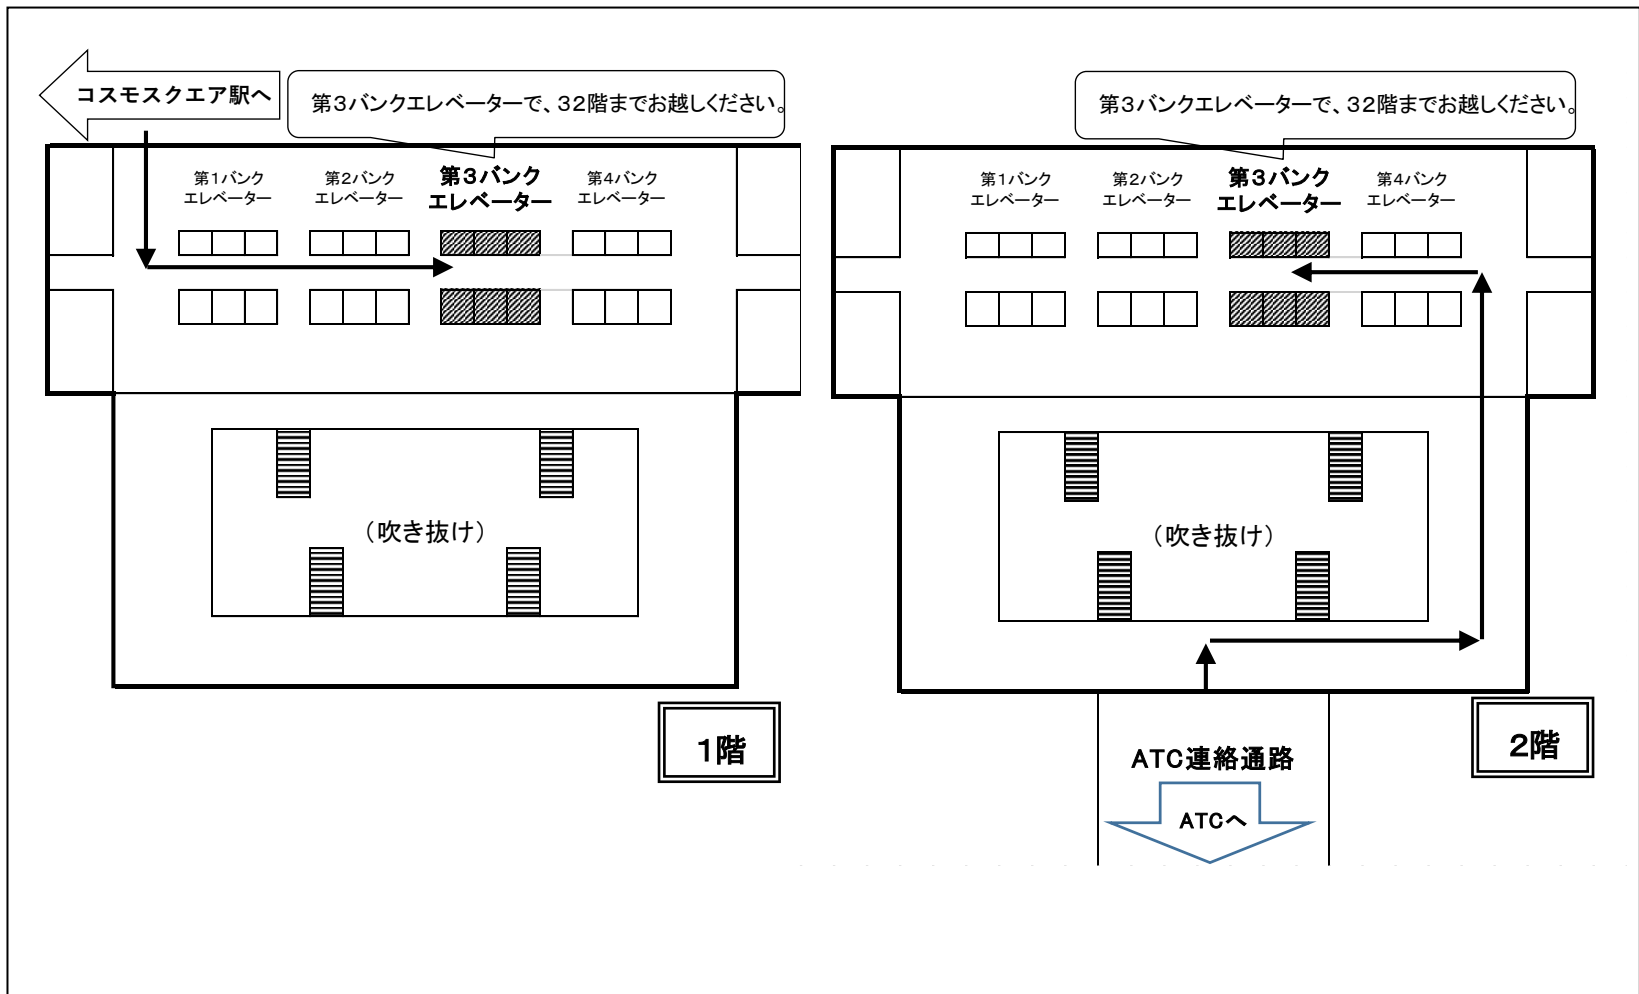 コスモスクエア駅へ
第3バンクエレベーターで、32階までお越しください。
第1バンク
エレベーター
第2バンク
エレベーター
第3バンク
エレベーター
第4バンク
エレベーター
(吹き抜け)
1階
第3バンクエレベーターで、32階までお越しください。
第1バンク
エレベーター
第2バンク
エレベーター
第3バンク
エレベーター
第4バンク
エレベーター
(吹き抜け)
2階
ATC連絡通路
ATCへ